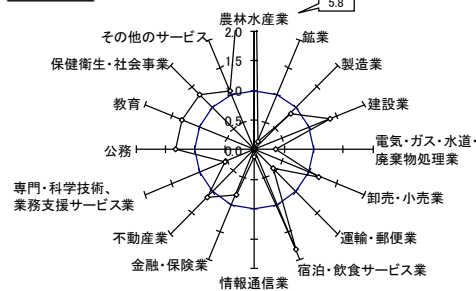 5.8
農林水産業
2.0
その他のサービス
鉱業
保健衛生・社会事業
1.5
製造業
1.0
教育
建設業
0.5
公務
0.0
電気・ガス・水道・
廃棄物処理業
専門・科学技術、
業務支援サービス業
卸売・小売業
不動産業
運輸・郵便業
金融・保険業
宿泊・飲食サービス業
情報通信業